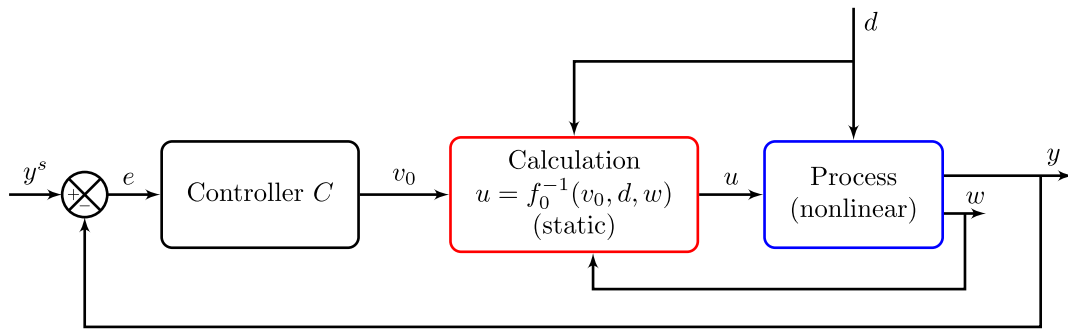 d
Calculation
y^s
e
Controller C
v_0
u = f_0^{-1}(v_0, d, w)
(static)
u
Process
(nonlinear)
y
w
+
−